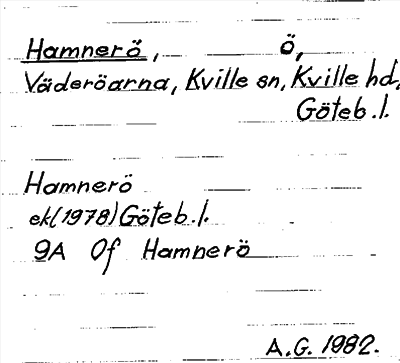 Hamnerö, ö,
Väderöarna, Kville sn, Kville hd,
Göteb.l.
Hamnerö
ek(1978)Göteb.l.
9A Of Hamnerö
A.G. 1982.